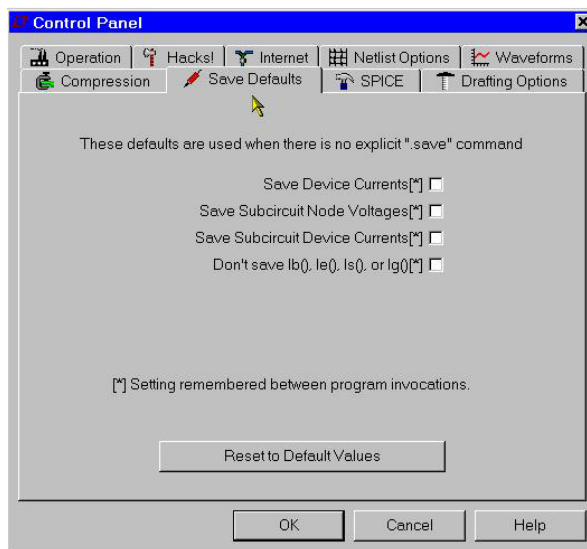 Control Panel
Operation Hacks! Internet Netlist Options Waveforms
Compression Save Defaults SPICE Drafting Options
These defaults are used when there is no explicit ".save" command
Save Device Currents[*]
Save Subcircuit Node Voltages[*]
Save Subcircuit Device Currents[*]
Don't save Ib(), Ie(), Is(), or Ig()[*]
[*] Setting remembered between program invocations.
Reset to Default Values
OK Cancel Help